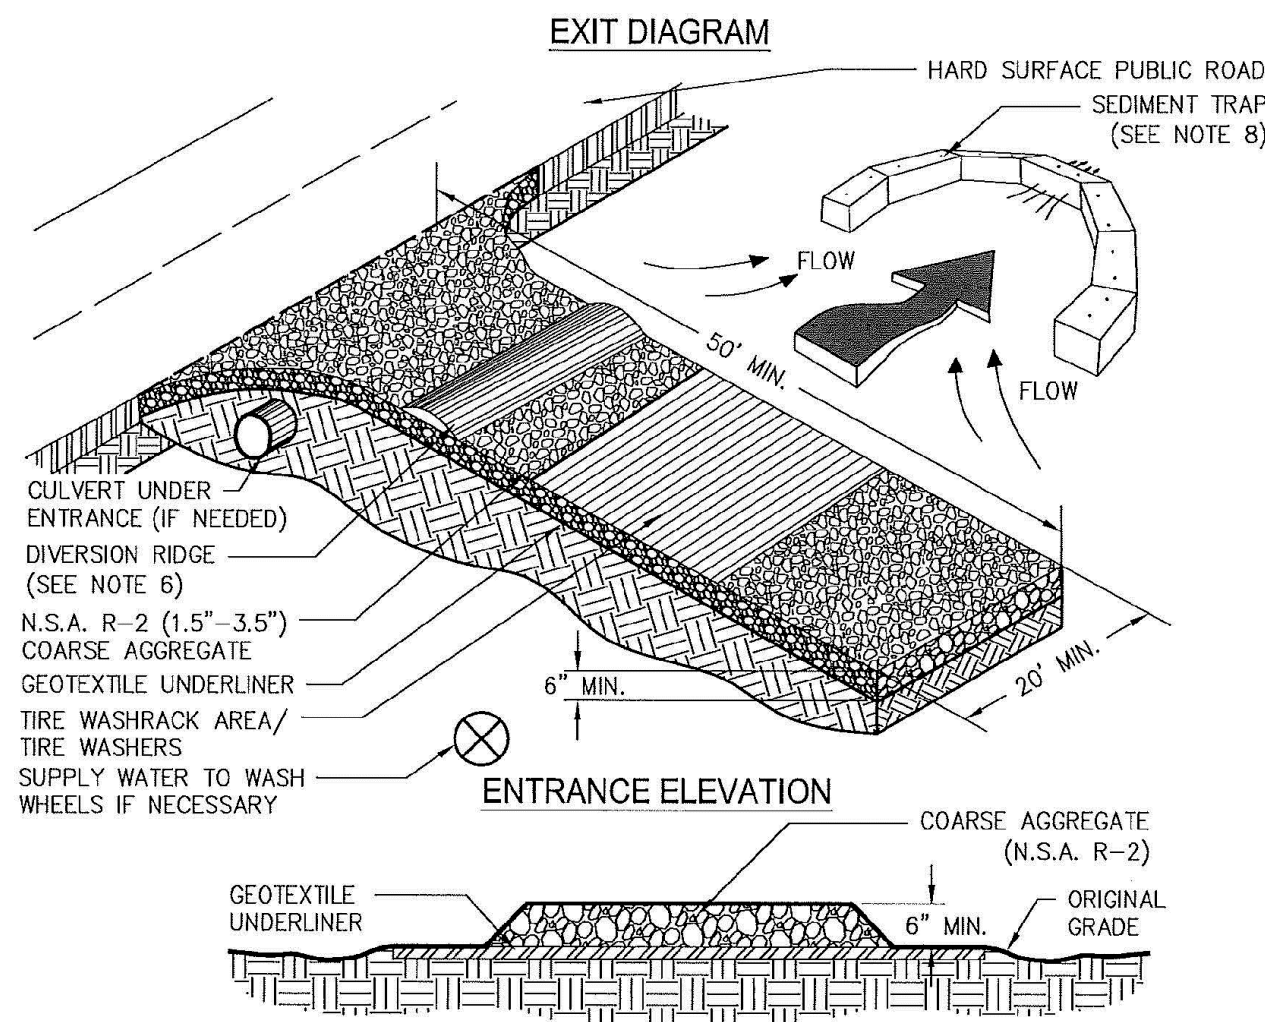 EXIT DIAGRAM
HARD SURFACE PUBLIC ROAD
SEDIMENT TRAP
(SEE NOTE 8)
FLOW
50' MIN.
FLOW
CULVERT UNDER
ENTRANCE (IF NEEDED)
DIVERSION RIDGE
(SEE NOTE 6)
N.S.A. R-2 (1.5"-3.5")
COARSE AGGREGATE
GEOTEXTILE UNDERLINER
TIRE WASHRACK AREA/
TIRE WASHERS
SUPPLY WATER TO WASH
WHEELS IF NECESSARY
6" MIN.
20' MIN.
ENTRANCE ELEVATION
COARSE AGGREGATE
(N.S.A. R-2)
GEOTEXTILE
UNDERLINER
6" MIN.
ORIGINAL
GRADE